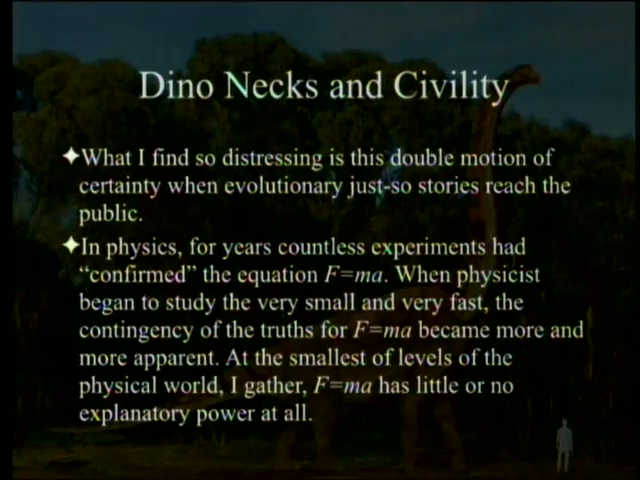 Dino Necks and Civility
What I find so distressing is this double motion of
certainty when evolutionary just-so stories reach the
public.
In physics, for years countless experiments had
“confirmed” the equation F=ma. When physicist
began to study the very small and very fast, the
contingency of the truths for F=ma became more and
more apparent. At the smallest of levels of the
physical world, I gather, F=ma has little or no
explanatory power at all.